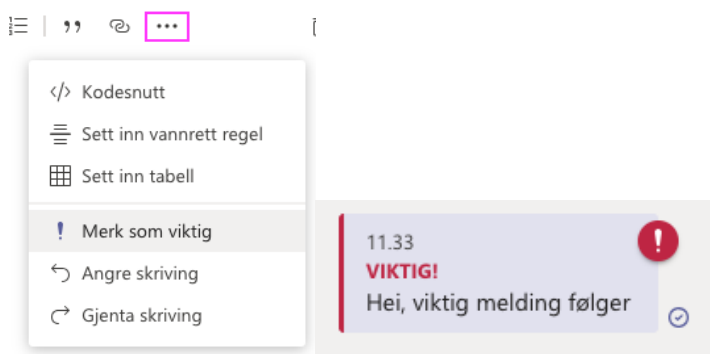 Kodesnutt
Sett inn vannrett regel
Sett inn tabell
Merk som viktig
Angre skriving
Gjenta skriving
11.33
VIKTIG!
Hei, viktig melding følger